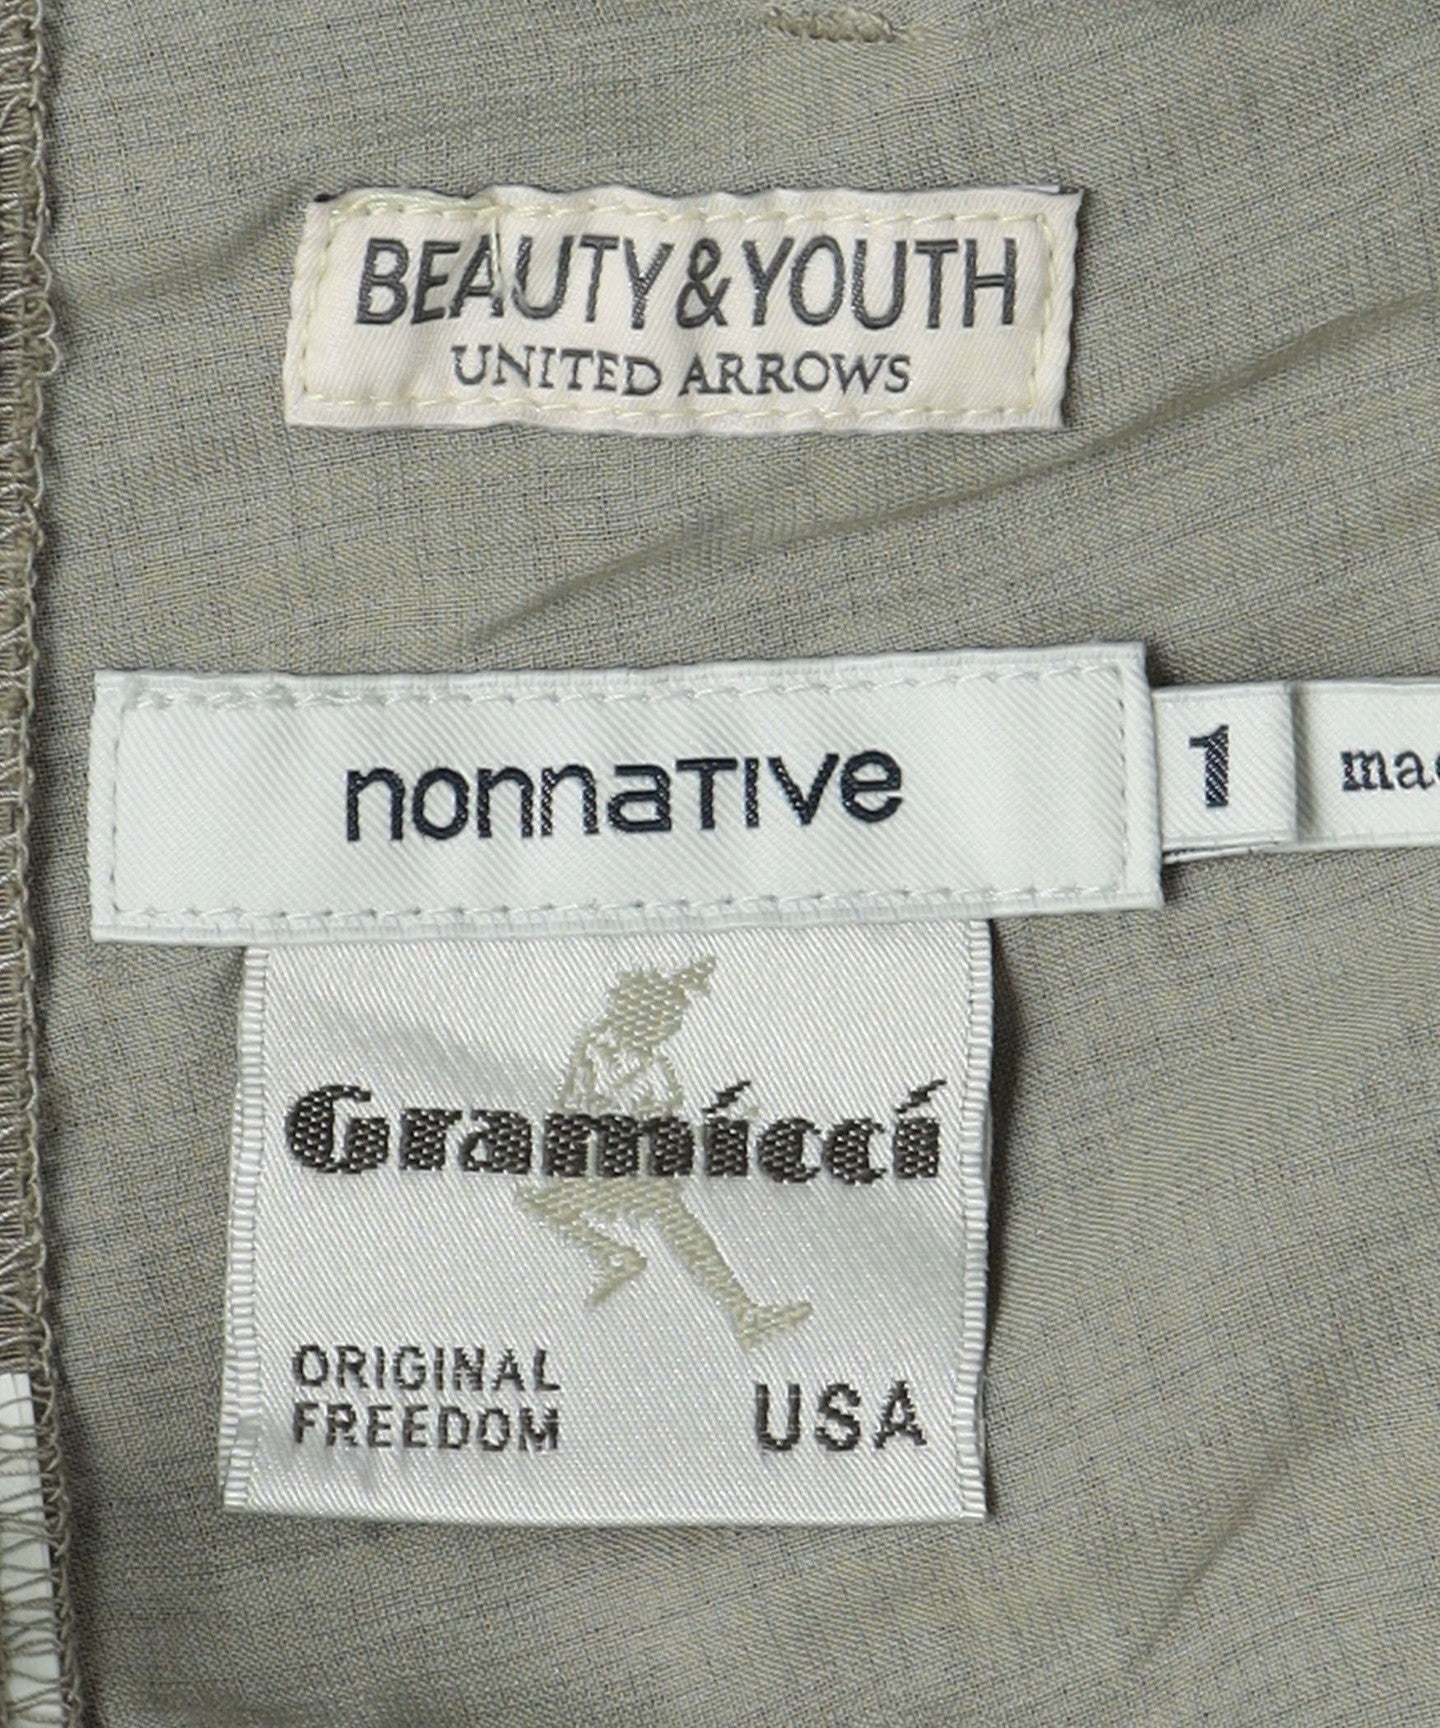 BEAUTY&YOUTH
UNITED ARROWS
nonnative
1
Gramicci
ORIGINAL
FREEDOM
USA